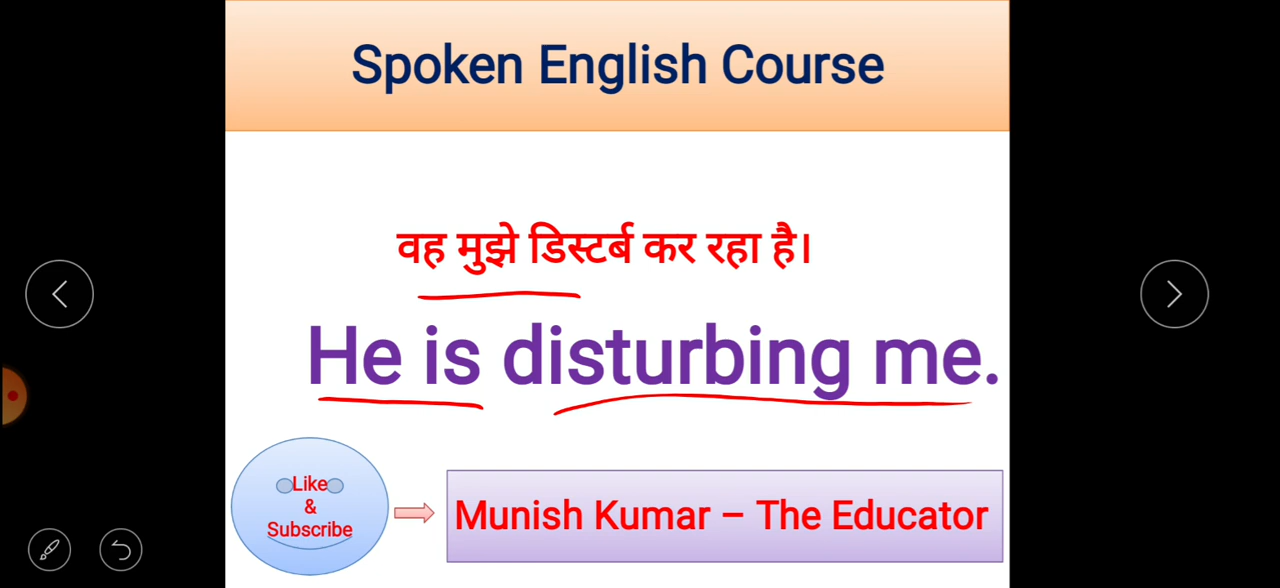 Spoken English Course
वह मुझे डिस्टर्ब कर रहा है।
He is disturbing me.
Like
&
Subscribe
Munish Kumar – The Educator